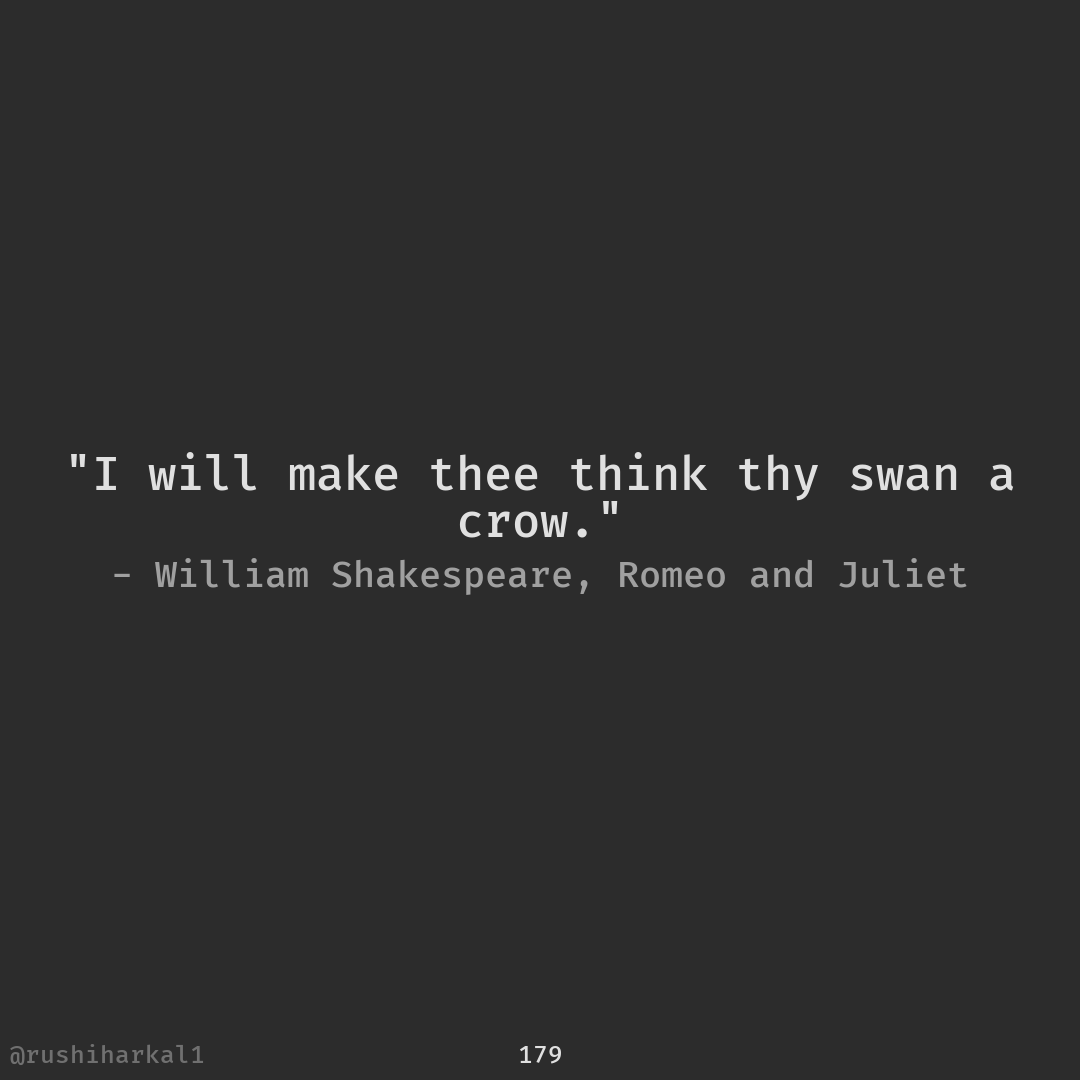 "I will make thee think thy swan a
crow."
– William Shakespeare, Romeo and Juliet
@rushiharkal1
179